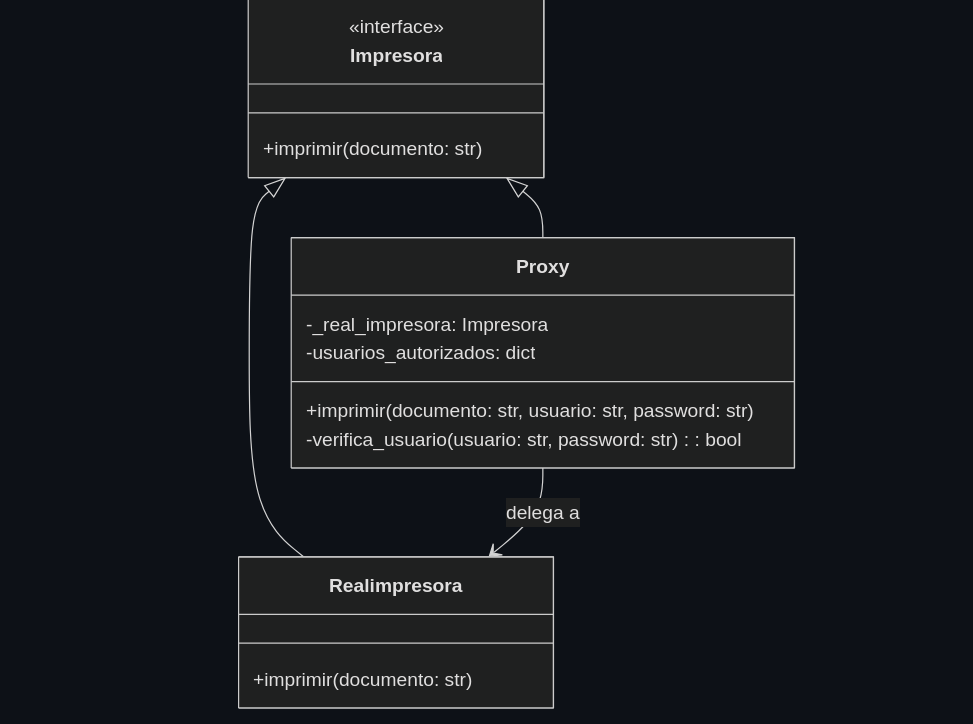 «interface»
Impresora
+imprimir(documento: str)
Proxy
-_real_impresora: Impresora
-usuarios_autorizados: dict
+imprimir(documento: str, usuario: str, password: str)
-verifica_usuario(usuario: str, password: str) : : bool
delega a
Realimpresora
+imprimir(documento: str)